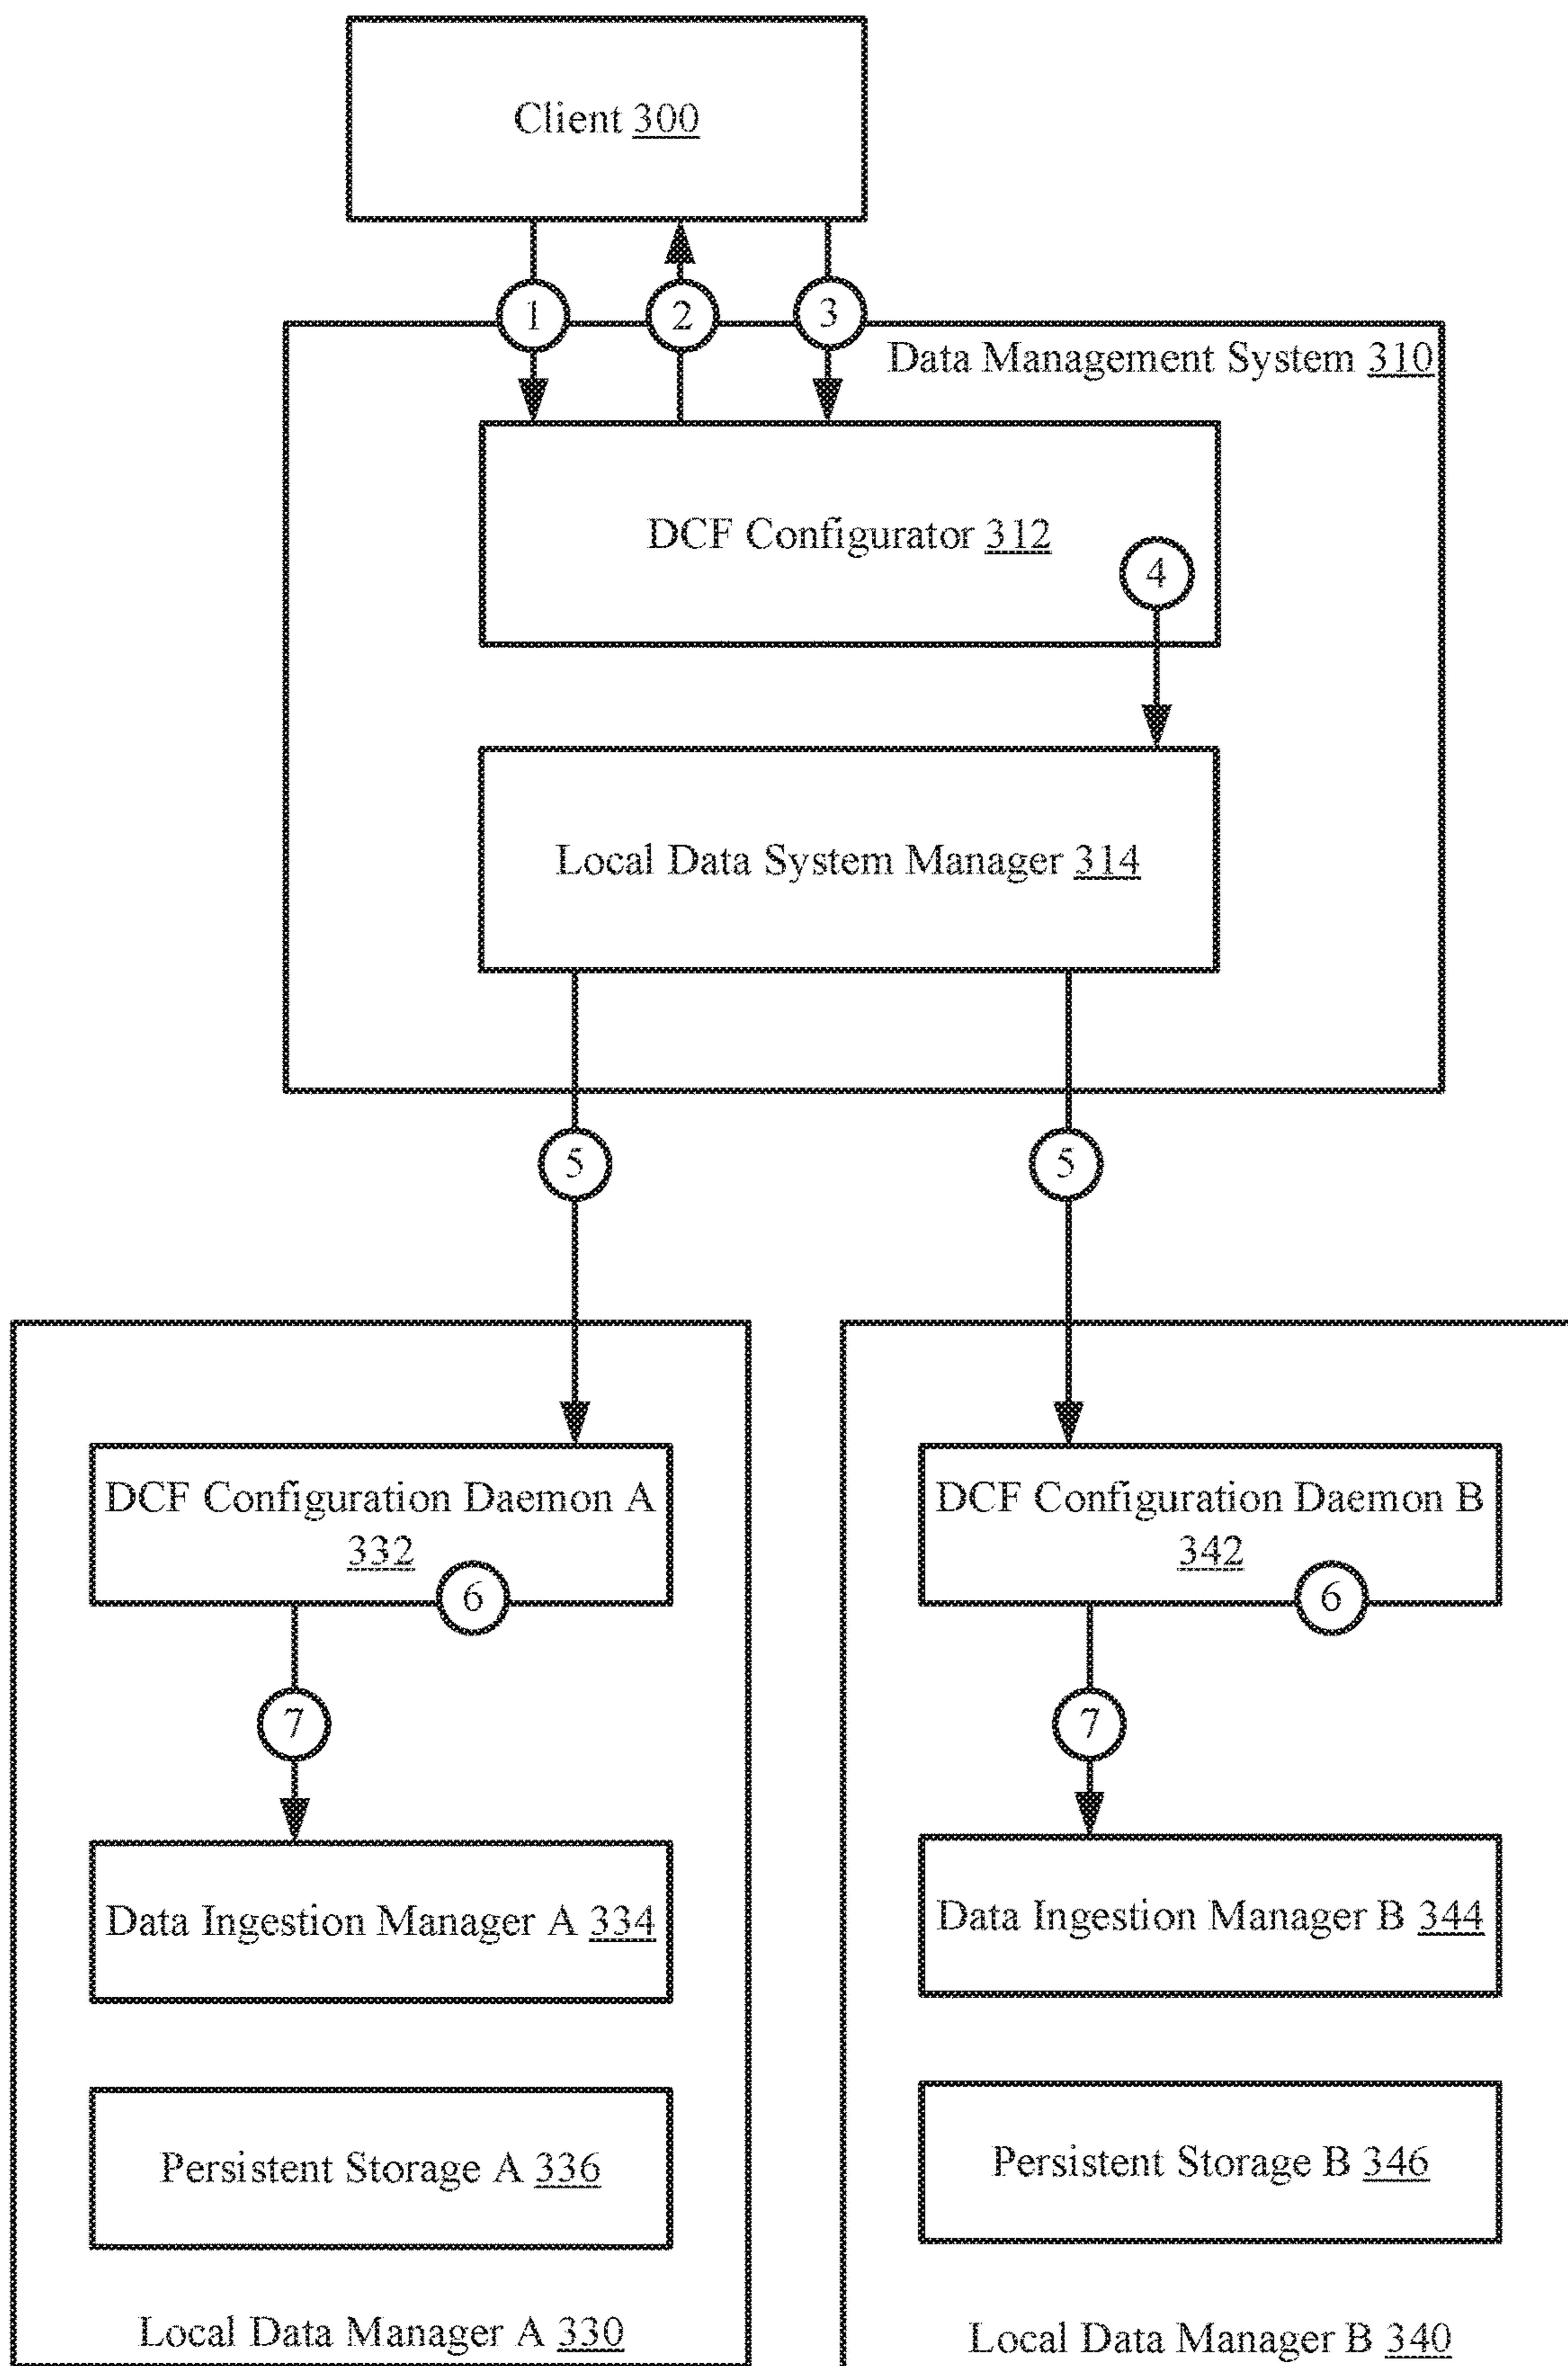 Client 300
1
2
3
Data Management System 310
DCF Configurator 312
4
Local Data System Manager 314
5
5
DCF Configuration Daemon A
332
6
7
Data Ingestion Manager A 334
Persistent Storage A 336
Local Data Manager A 330
DCF Configuration Daemon B
342
6
7
Data Ingestion Manager B 344
Persistent Storage B 346
Local Data Manager B 340